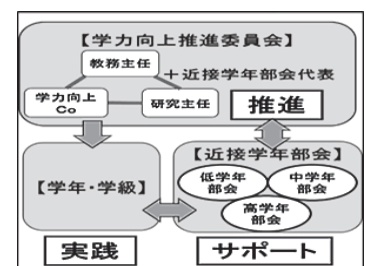 【学力向上推進委員会】
教務主任
＋近接学年部会代表
学力向上
Co
研究主任
推進
【学年・学級】
【近接学年部会】
低学年
部会
中学年
部会
高学年
部会
実践
サポート